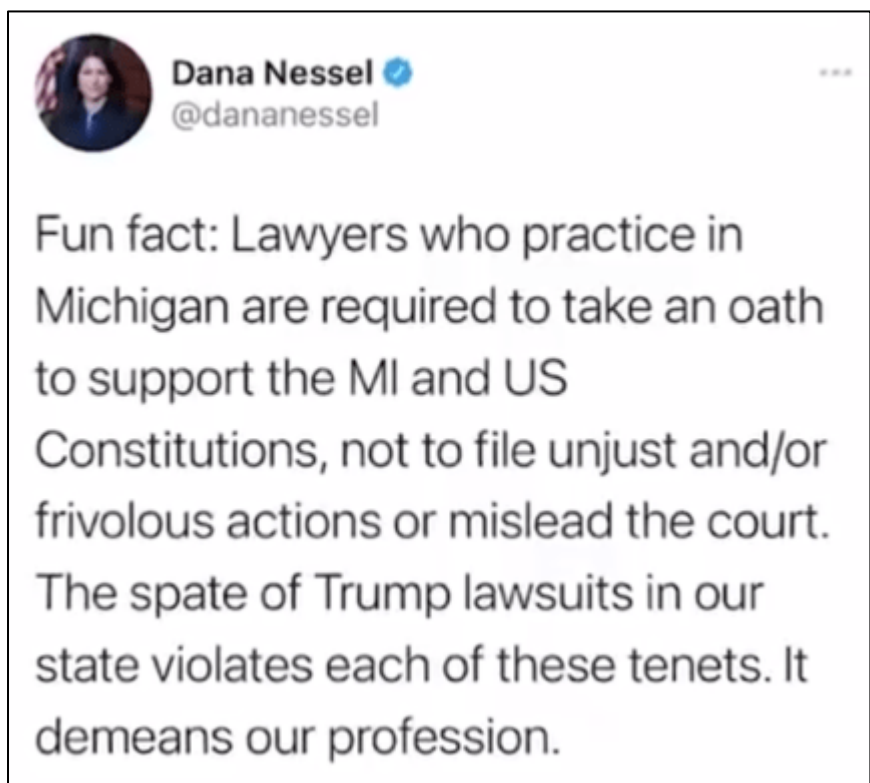 Dana Nessel
@dananessel
Fun fact: Lawyers who practice in
Michigan are required to take an oath
to support the MI and US
Constitutions, not to file unjust and/or
frivolous actions or mislead the court.
The spate of Trump lawsuits in our
state violates each of these tenets. It
demeans our profession.